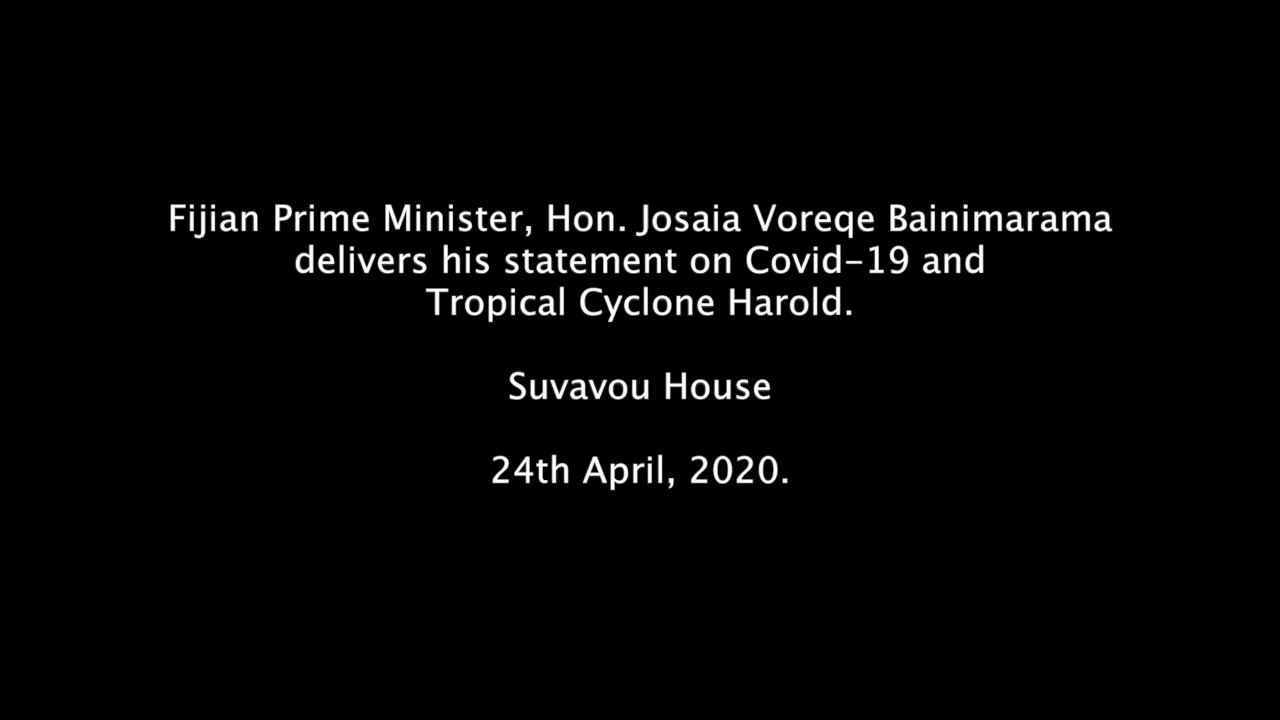 Fijian Prime Minister, Hon. Josaia Voreqe Bainimarama
delivers his statement on Covid-19 and
Tropical Cyclone Harold.
Suvavou House
24th April, 2020.